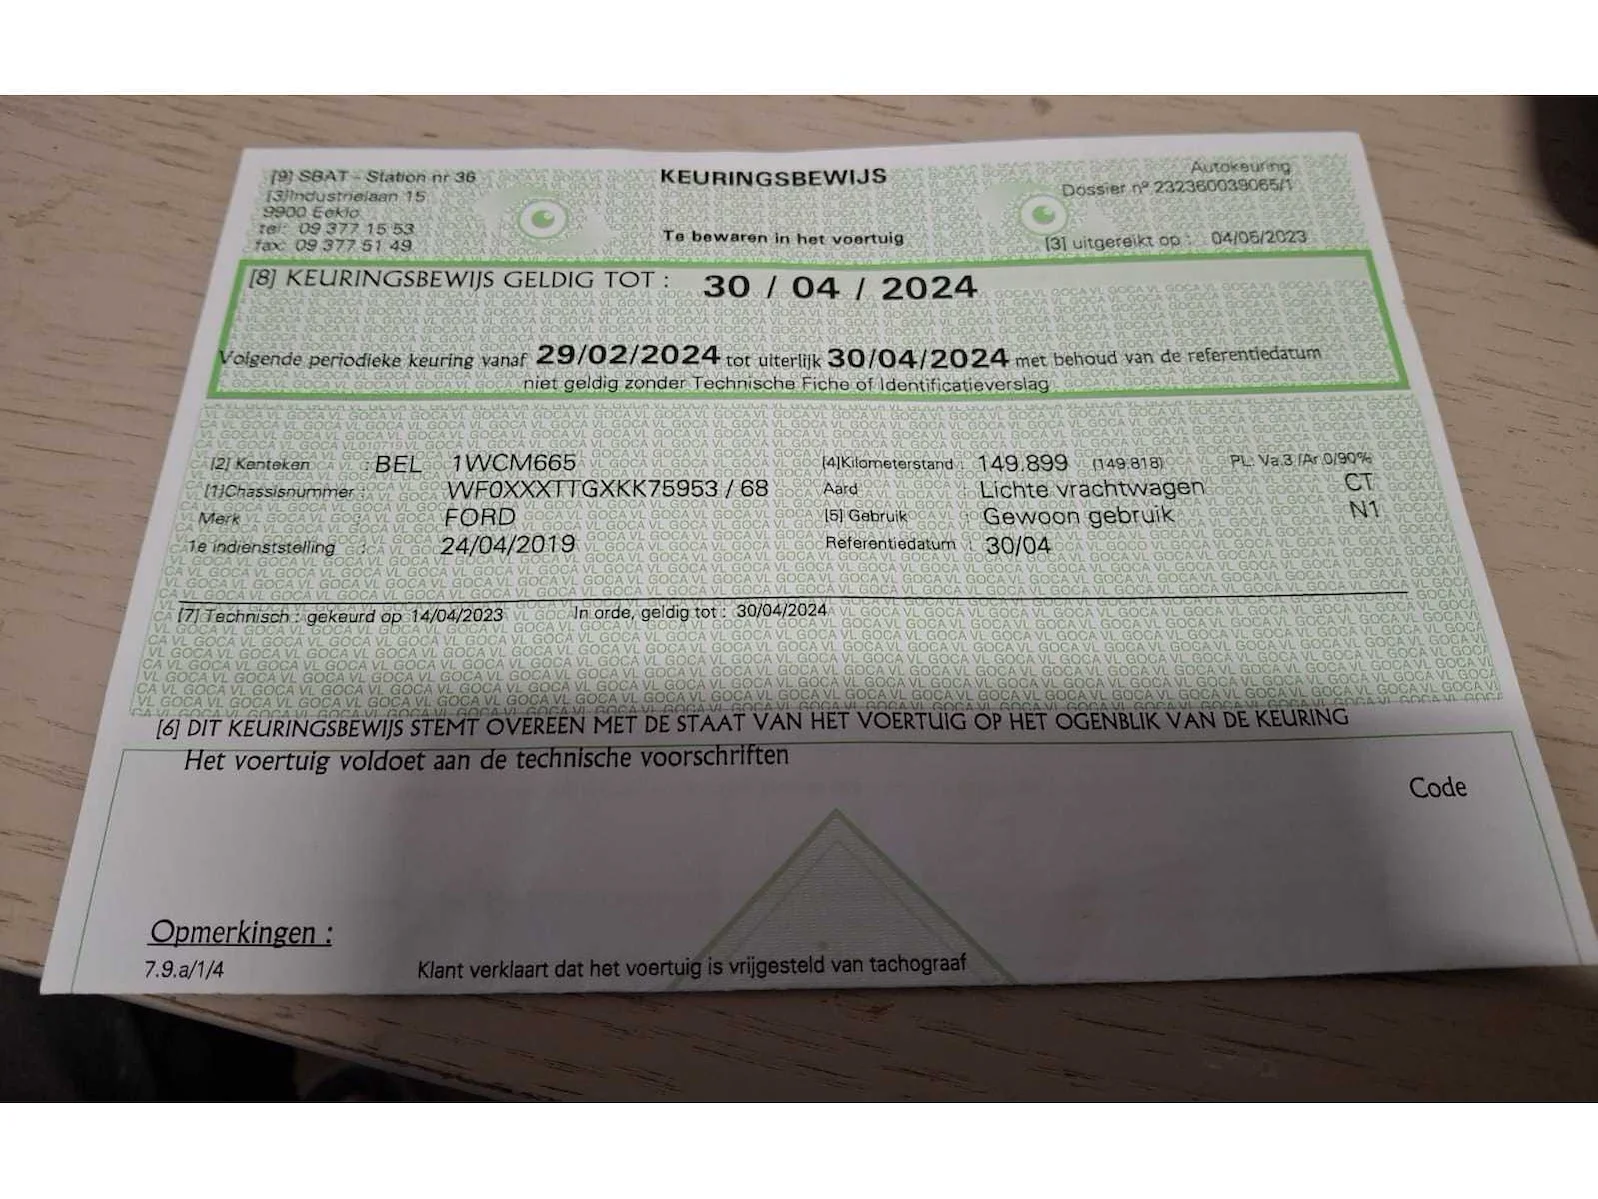 [9] SBAT - Station nr 36
[3]Industrielaan 15
9900 Eeklo
tel: 09 377 15 53
fax: 09 377 51 49
KEURINGSBEWIJS
Te bewaren in het voertuig
Autokeuring
Dossier nº 232360039065/1
[3] uitgereikt op : 04/05/2023
[8] KEURINGSBEWIJS GELDIG TOT : 30 / 04 / 2024
Volgende periodieke keuring vanaf 29/02/2024 tot uiterlijk 30/04/2024 met behoud van de referentiedatum
niet geldig zonder Technische Fiche of Identificatieverslag
[2] Kenteken : BEL 1WCM665
[1]Chassisnummer : WF0XXXTTGXKK75953 / 68
Merk : FORD
1e indienststelling : 24/04/2019
[4]Kilometerstand : 149.899 (149.818) PL: Va.3 /Ar.0/90%
Aard : Lichte vrachtwagen CT
[5] Gebruik : Gewoon gebruik N1
Referentiedatum : 30/04
[7] Technisch : gekeurd op 14/04/2023 In orde, geldig tot : 30/04/2024
[6] DIT KEURINGSBEWIJS STEMT OVEREEN MET DE STAAT VAN HET VOERTUIG OP HET OGENBLIK VAN DE KEURING
Het voertuig voldoet aan de technische voorschriften
Code
Opmerkingen :
7.9.a/1/4 Klant verklaart dat het voertuig is vrijgesteld van tachograaf